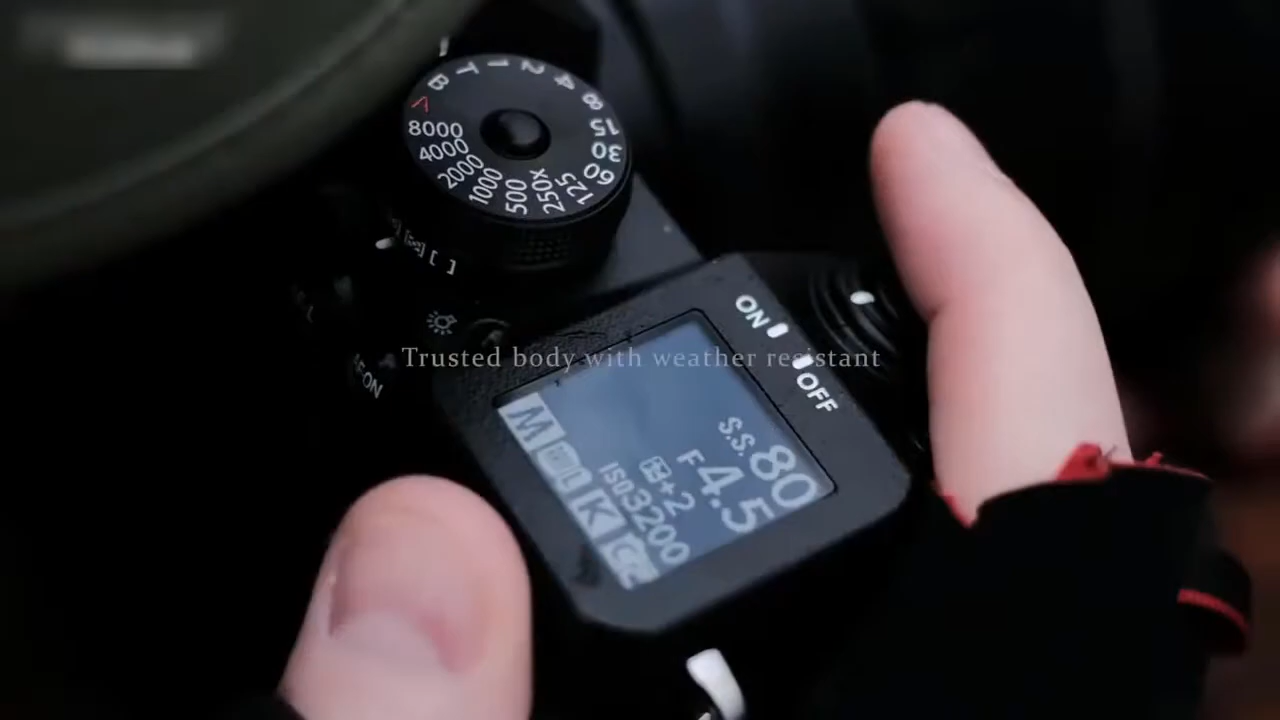 B T 1 2 4 8 15 30 60 125 250x 500 1000 2000 4000 8000 A
ON
OFF
Trusted body with weather resistant
S.S. 80
F4.5
+2
ISO3200
M L K